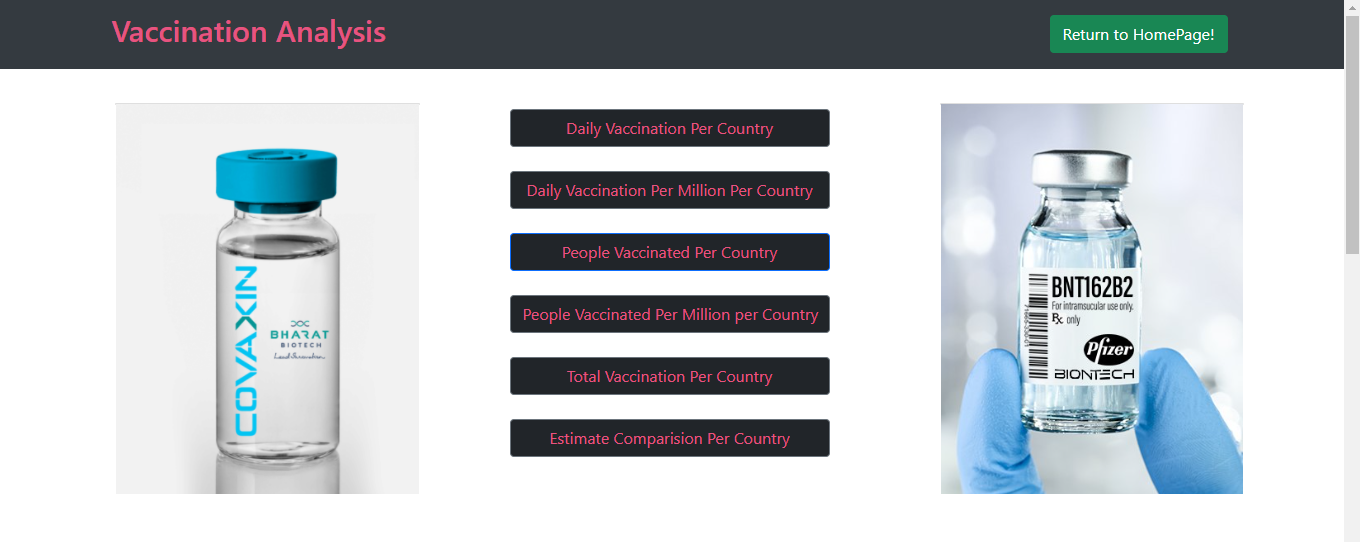 Vaccination Analysis
Return to HomePage!
COVAXIN
BHARAT
BIOTECH
Lead Innovation
Daily Vaccination Per Country
Daily Vaccination Per Million Per Country
People Vaccinated Per Country
People Vaccinated Per Million per Country
Total Vaccination Per Country
Estimate Comparision Per Country
BNT162B2
For intramsucular use only.
Rx only
Pfizer
BIONTECH